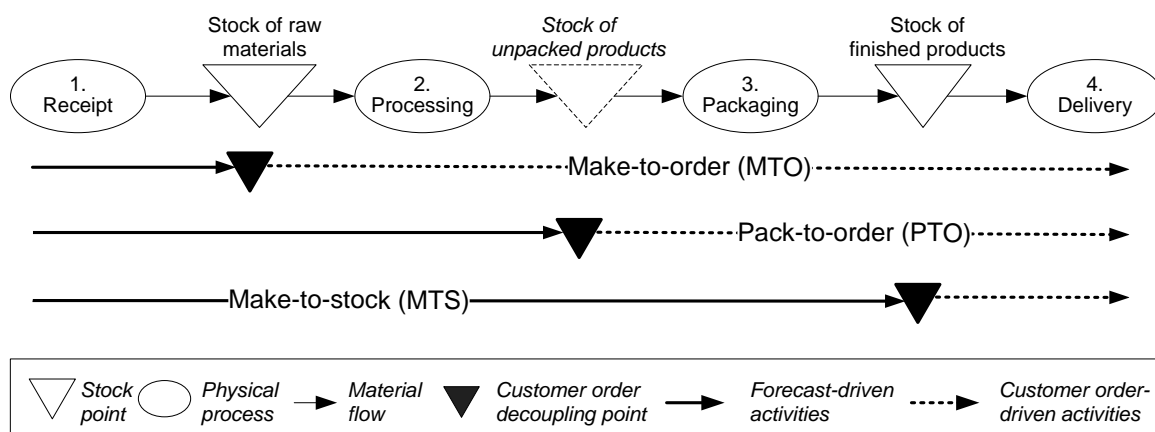 Stock of raw
materials
Stock of
unpacked products
Stock of
finished products
1.
Receipt
2.
Processing
3.
Packaging
4.
Delivery
Make-to-order (MTO)
Pack-to-order (PTO)
Make-to-stock (MTS)
Stock
point
Physical
process
Material
flow
Customer order
decoupling point
Forecast-driven
activities
Customer order-
driven activities